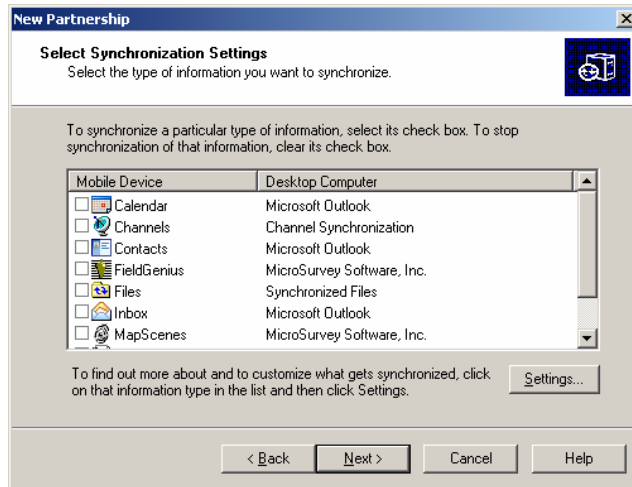 New Partnership
Select Synchronization Settings
Select the type of information you want to synchronize.
To synchronize a particular type of information, select its check box. To stop
synchronization of that information, clear its check box.
Mobile Device Desktop Computer
Calendar Microsoft Outlook
Channels Channel Synchronization
Contacts Microsoft Outlook
FieldGenius MicroSurvey Software, Inc.
Files Synchronized Files
Inbox Microsoft Outlook
MapScenes MicroSurvey Software, Inc.
To find out more about and to customize what gets synchronized, click
on that information type in the list and then click Settings.
Settings...
< Back Next > Cancel Help